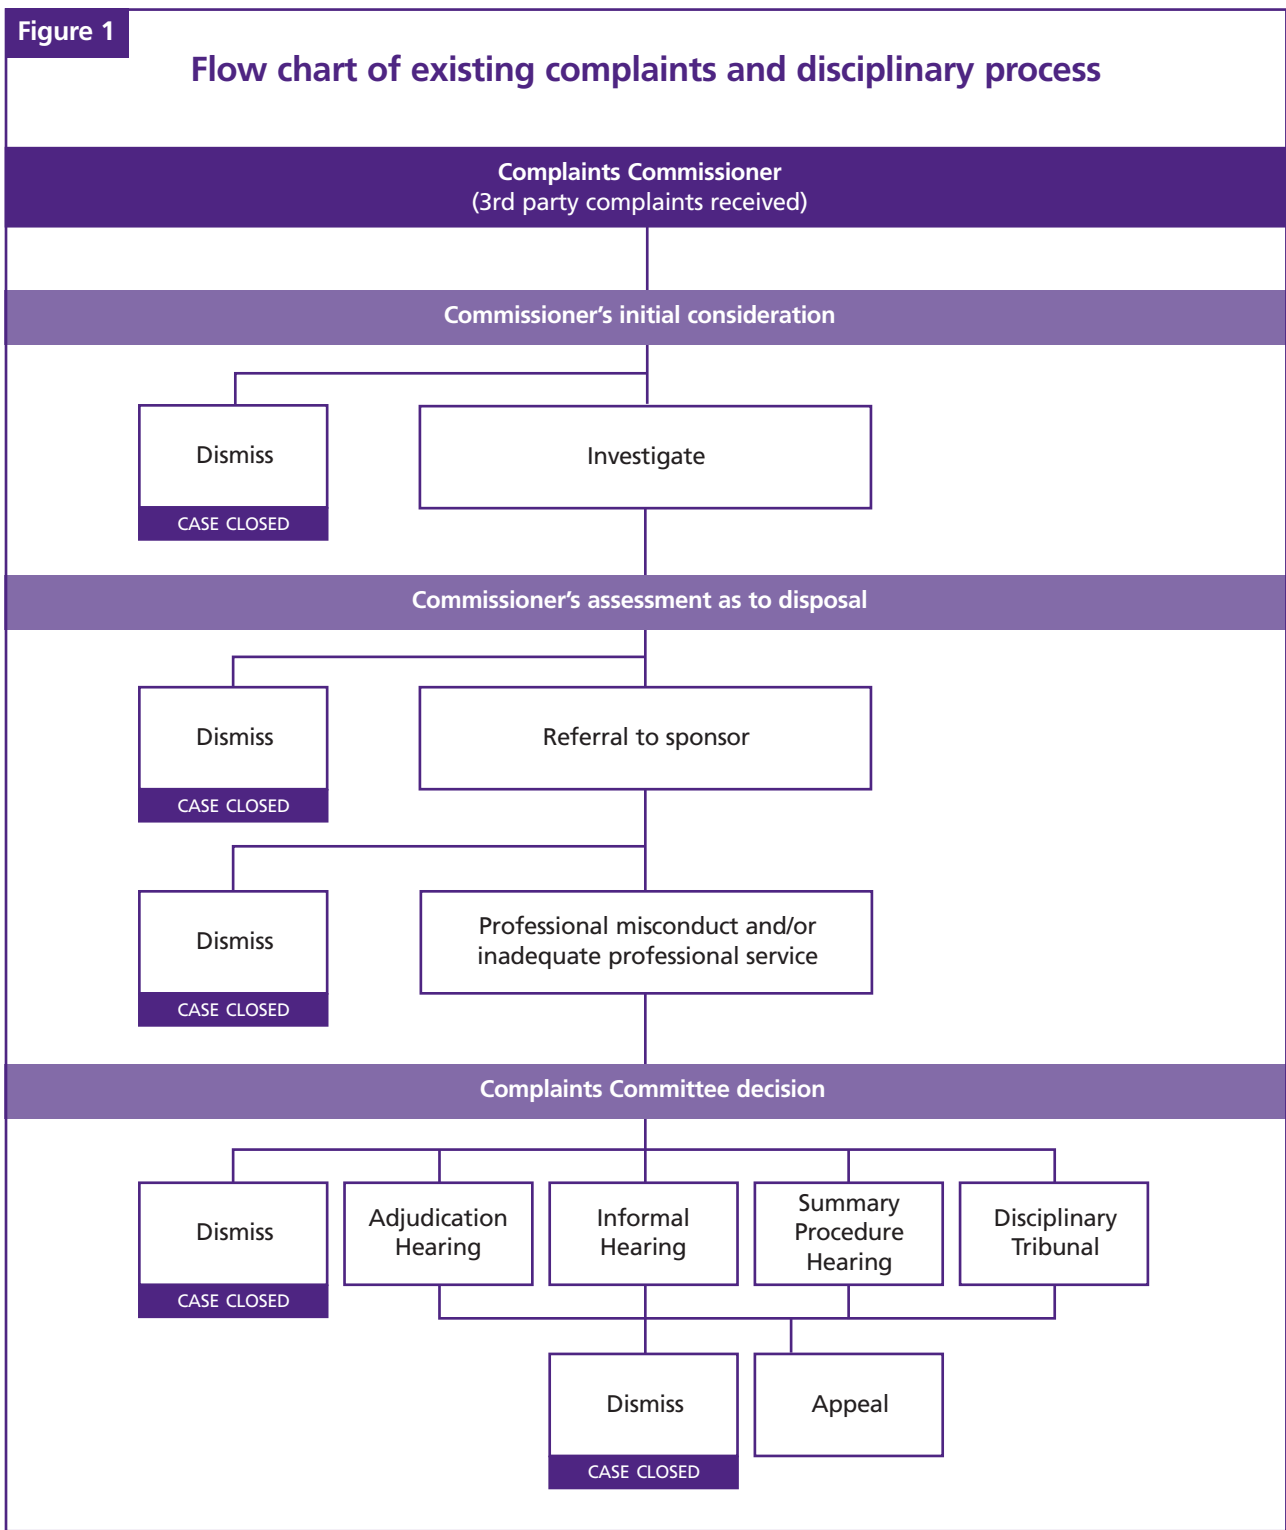 Figure 1
Flow chart of existing complaints and disciplinary process
Complaints Commissioner
(3rd party complaints received)
Commissioner’s initial consideration
Dismiss
CASE CLOSED
Investigate
Commissioner’s assessment as to disposal
Dismiss
CASE CLOSED
Referral to sponsor
Dismiss
CASE CLOSED
Professional misconduct and/or
inadequate professional service
Complaints Committee decision
Dismiss
CASE CLOSED
Adjudication
Hearing
Informal
Hearing
Summary
Procedure
Hearing
Disciplinary
Tribunal
Dismiss
CASE CLOSED
Appeal